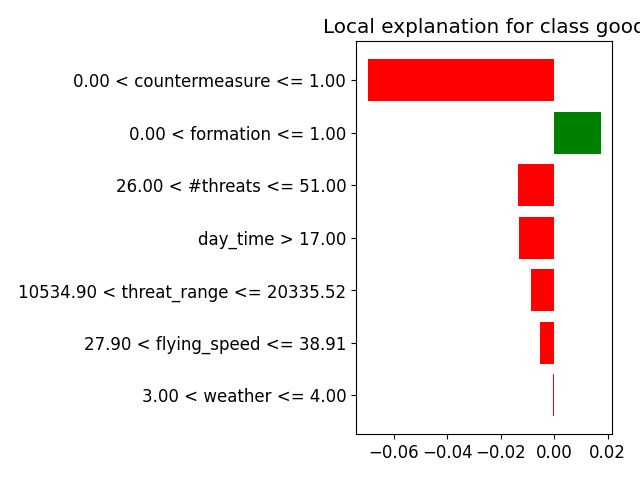 Local explanation for class good
0.00 < countermeasure <= 1.00
0.00 < formation <= 1.00
26.00 < #threats <= 51.00
day_time > 17.00
10534.90 < threat_range <= 20335.52
27.90 < flying_speed <= 38.91
3.00 < weather <= 4.00
−0.06 −0.04 −0.02 0.00 0.02